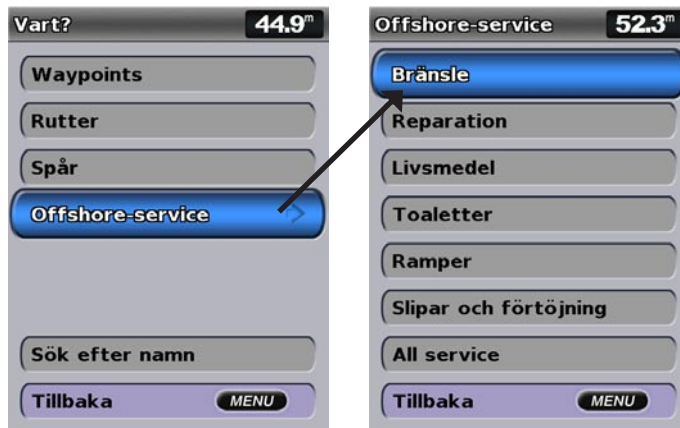 Vart? 44.9m
Waypoints
Rutter
Spår
Offshore-service
Sök efter namn
Tillbaka MENU
Offshore-service 52.3m
Bränsle
Reparation
Livsmedel
Toaletter
Ramper
Slipar och förtöjning
All service
Tillbaka MENU